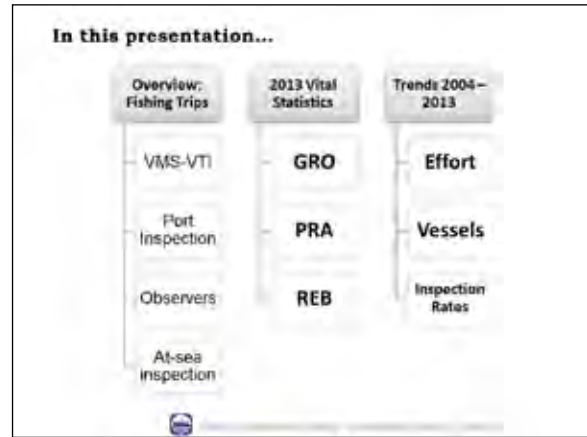 In this presentation...
Overview:
Fishing Trips
VMS-VTI
Port
Inspection
Observers
At-sea
inspection
2013 Vital
Statistics
GRO
PRA
REB
Trends 2004 –
2013
Effort
Vessels
Inspection
Rates